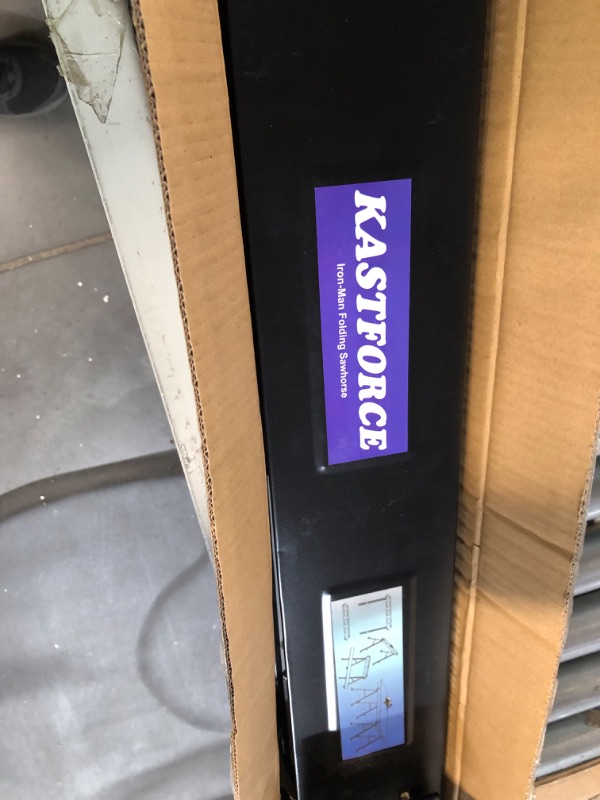 KASTFORCE
Iron-Man Folding Sawhorse